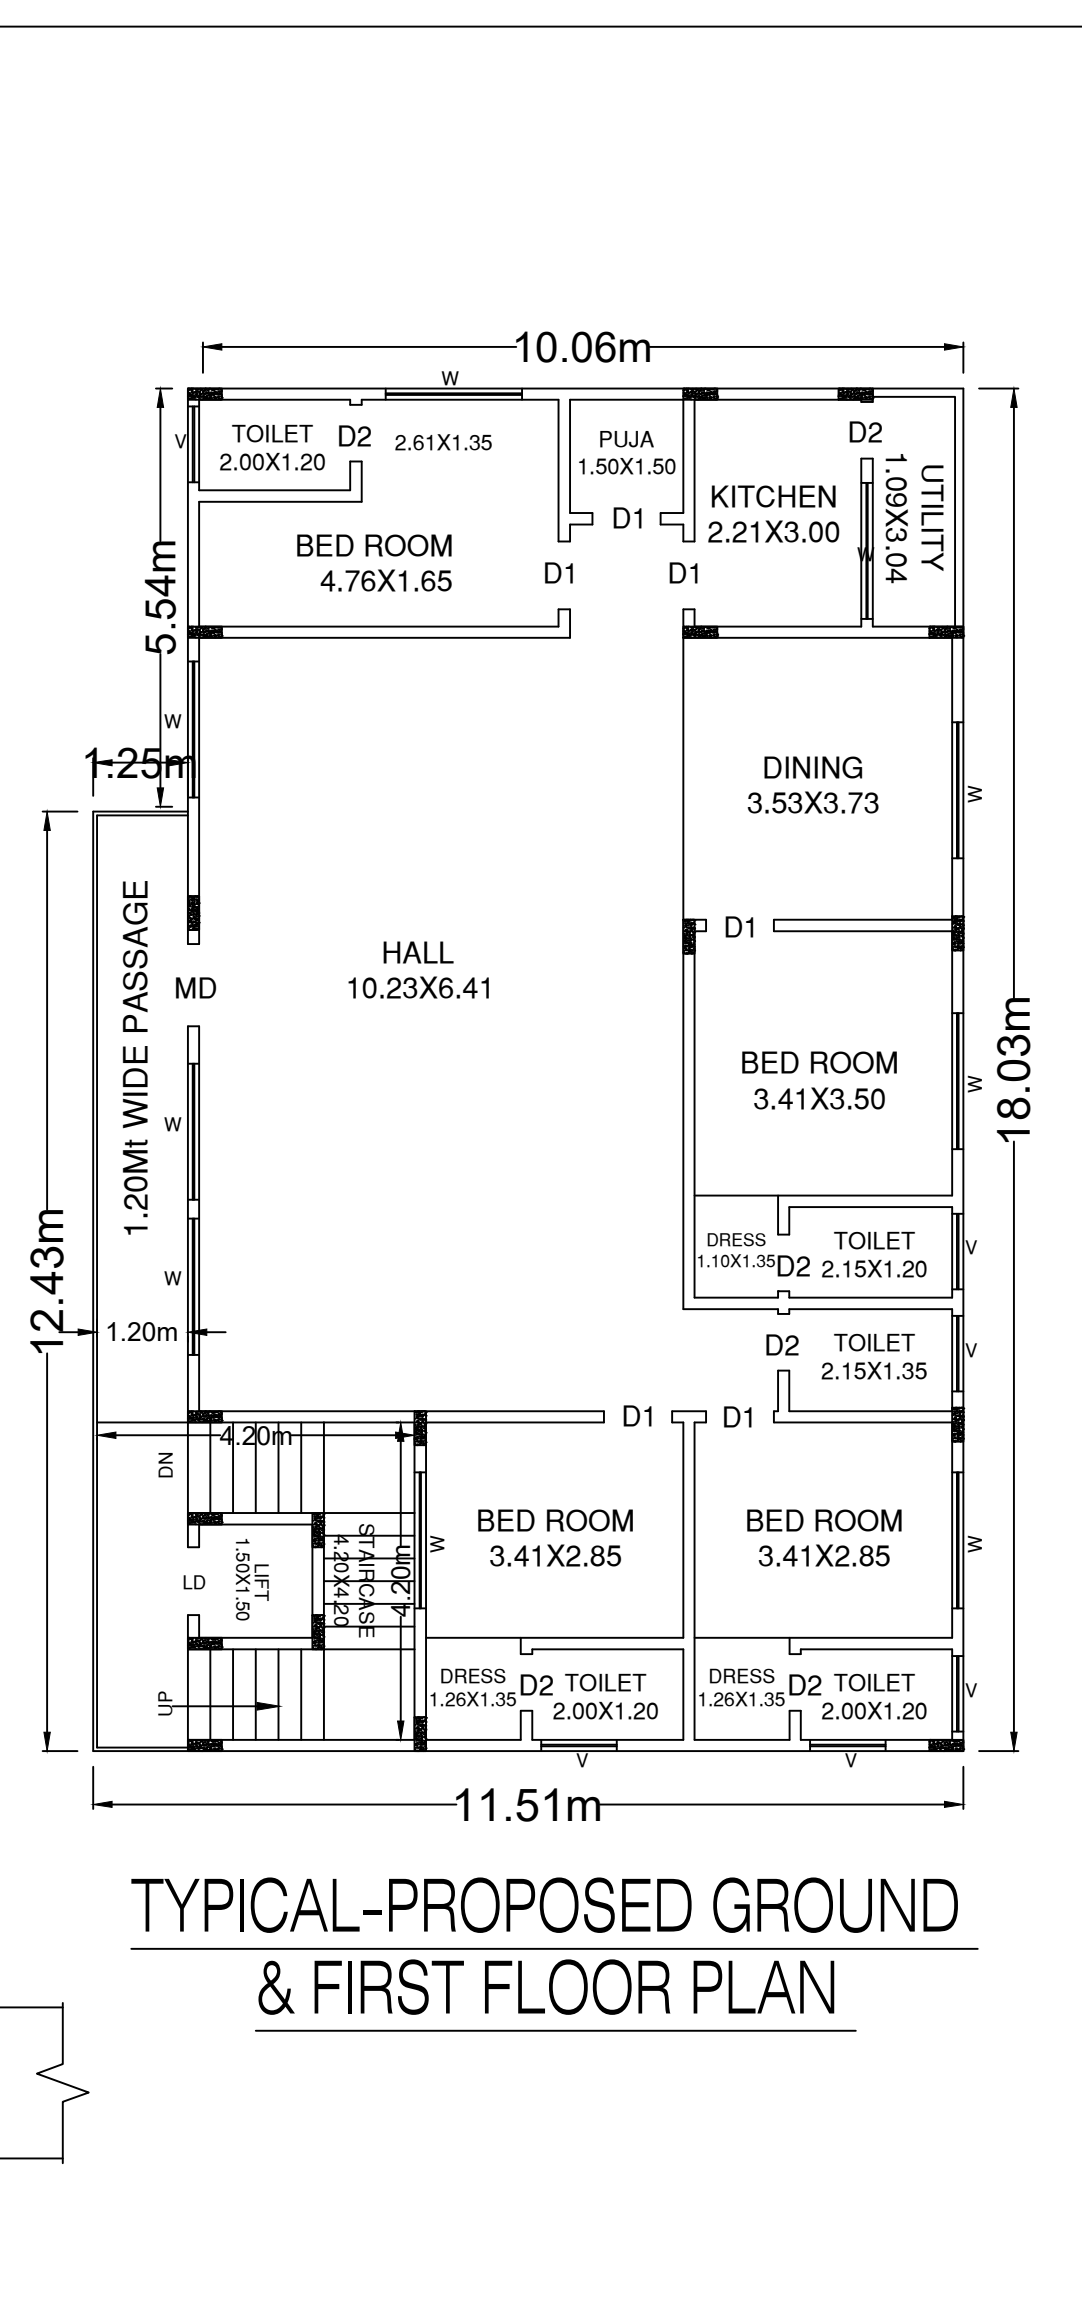 10.06m
W
V
TOILET
2.00X1.20
D2
2.61X1.35
PUJA
1.50X1.50
D2
KITCHEN
2.21X3.00
UTILITY
1.09X3.04
W
D1
BED ROOM
4.76X1.65
D1
D1
5.54m
W
1.25m
DINING
3.53X3.73
W
1.20Mt WIDE PASSAGE
MD
HALL
10.23X6.41
D1
BED ROOM
3.41X3.50
W
18.03m
W
12.43m
W
DRESS
1.10X1.35
D2
TOILET
2.15X1.20
V
1.20m
D2
TOILET
2.15X1.35
V
D1
D1
4.20m
DN
BED ROOM
3.41X2.85
BED ROOM
3.41X2.85
W
W
LD
LIFT
1.50X1.50
STAIRCASE
4.20X4.20
4.20m
UP
DRESS
1.26X1.35
D2
TOILET
2.00X1.20
DRESS
1.26X1.35
D2
TOILET
2.00X1.20
V
V
V
11.51m
TYPICAL-PROPOSED GROUND
& FIRST FLOOR PLAN